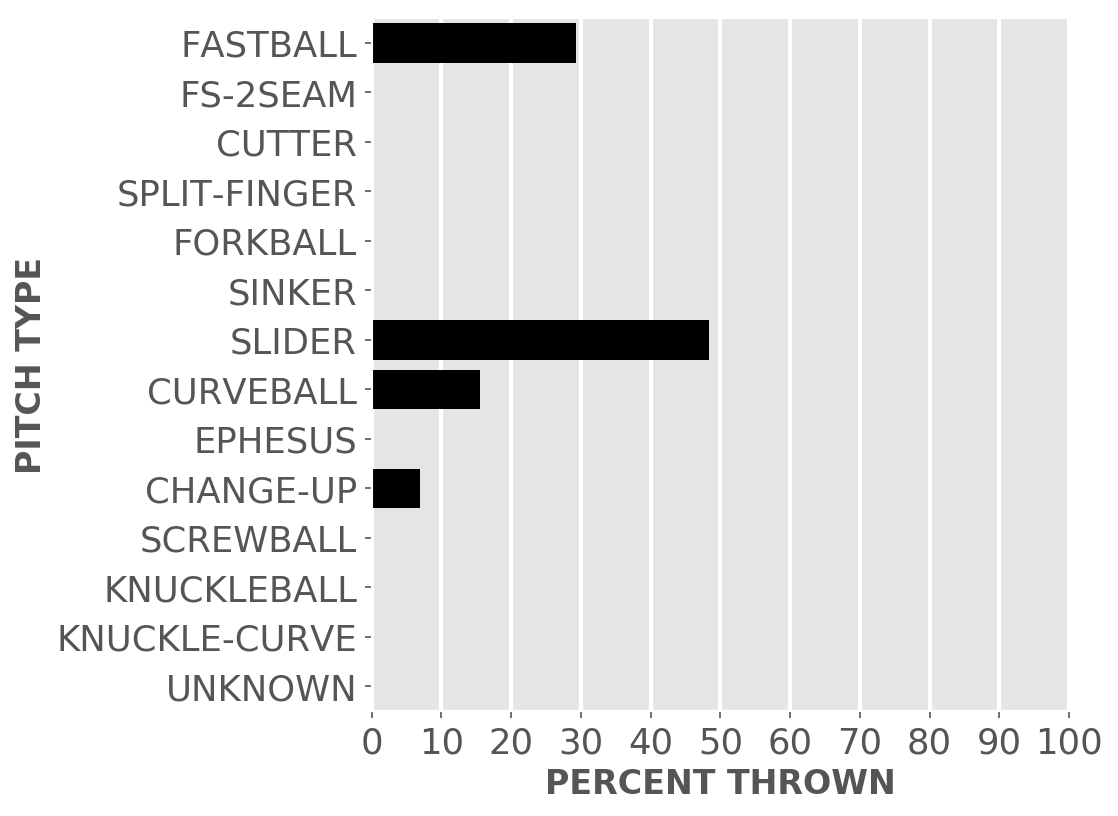 FASTBALL
FS-2SEAM
CUTTER
SPLIT-FINGER
FORKBALL
SINKER
SLIDER
CURVEBALL
EPHESUS
CHANGE-UP
SCREWBALL
KNUCKLEBALL
KNUCKLE-CURVE
UNKNOWN
PITCH TYPE
0 10 20 30 40 50 60 70 80 90 100
PERCENT THROWN